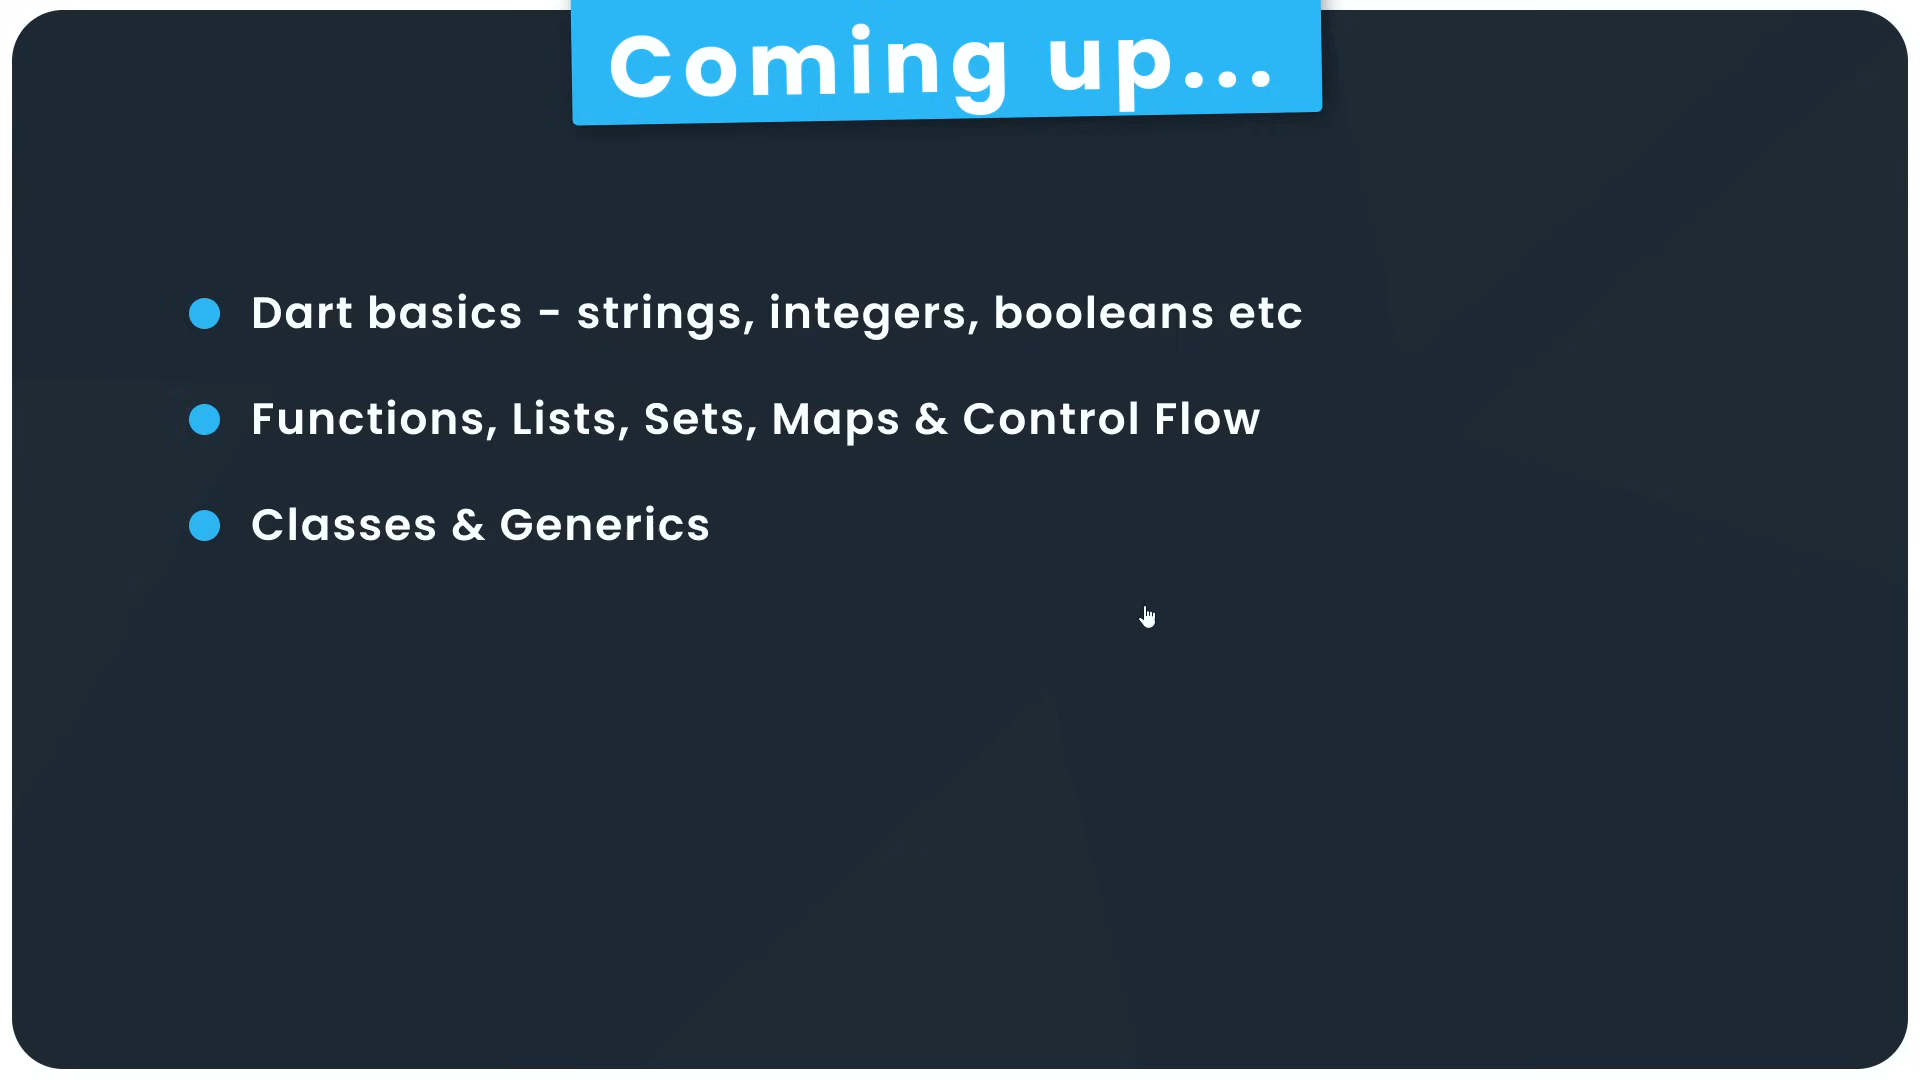 Coming up...
Dart basics - strings, integers, booleans etc
Functions, Lists, Sets, Maps & Control Flow
Classes & Generics